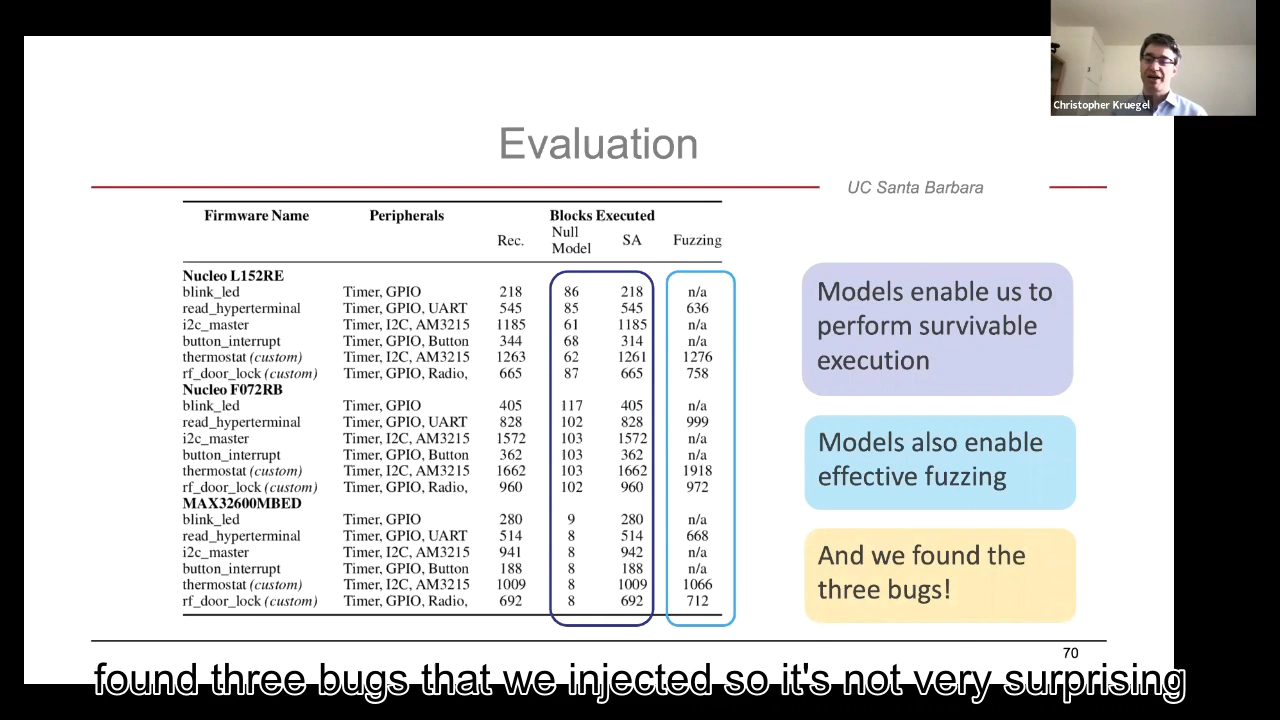 Christopher Kruegel
Evaluation
UC Santa Barbara
Firmware Name Peripherals Blocks Executed
Rec. Null Model SA Fuzzing
Nucleo L152RE
blink_led Timer, GPIO 218 86 218 n/a
read_hyperterminal Timer, GPIO, UART 545 85 545 636
i2c_master Timer, I2C, AM3215 1185 61 1185 n/a
button_interrupt Timer, GPIO, Button 344 68 314 n/a
thermostat (custom) Timer, I2C, AM3215 1263 62 1261 1276
rf_door_lock (custom) Timer, GPIO, Radio, 665 87 665 758
Nucleo F072RB
blink_led Timer, GPIO 405 117 405 n/a
read_hyperterminal Timer, GPIO, UART 828 102 828 999
i2c_master Timer, I2C, AM3215 1572 103 1572 n/a
button_interrupt Timer, GPIO, Button 362 103 362 n/a
thermostat (custom) Timer, I2C, AM3215 1662 103 1662 1918
rf_door_lock (custom) Timer, GPIO, Radio, 960 102 960 972
MAX32600MBED
blink_led Timer, GPIO 280 9 280 n/a
read_hyperterminal Timer, GPIO, UART 514 8 514 668
i2c_master Timer, I2C, AM3215 941 8 942 n/a
button_interrupt Timer, GPIO, Button 188 8 188 n/a
thermostat (custom) Timer, I2C, AM3215 1009 8 1009 1066
rf_door_lock (custom) Timer, GPIO, Radio, 692 8 692 712
Models enable us to
perform survivable
execution
Models also enable
effective fuzzing
And we found the
three bugs!
70
found three bugs that we injected so it's not very surprising